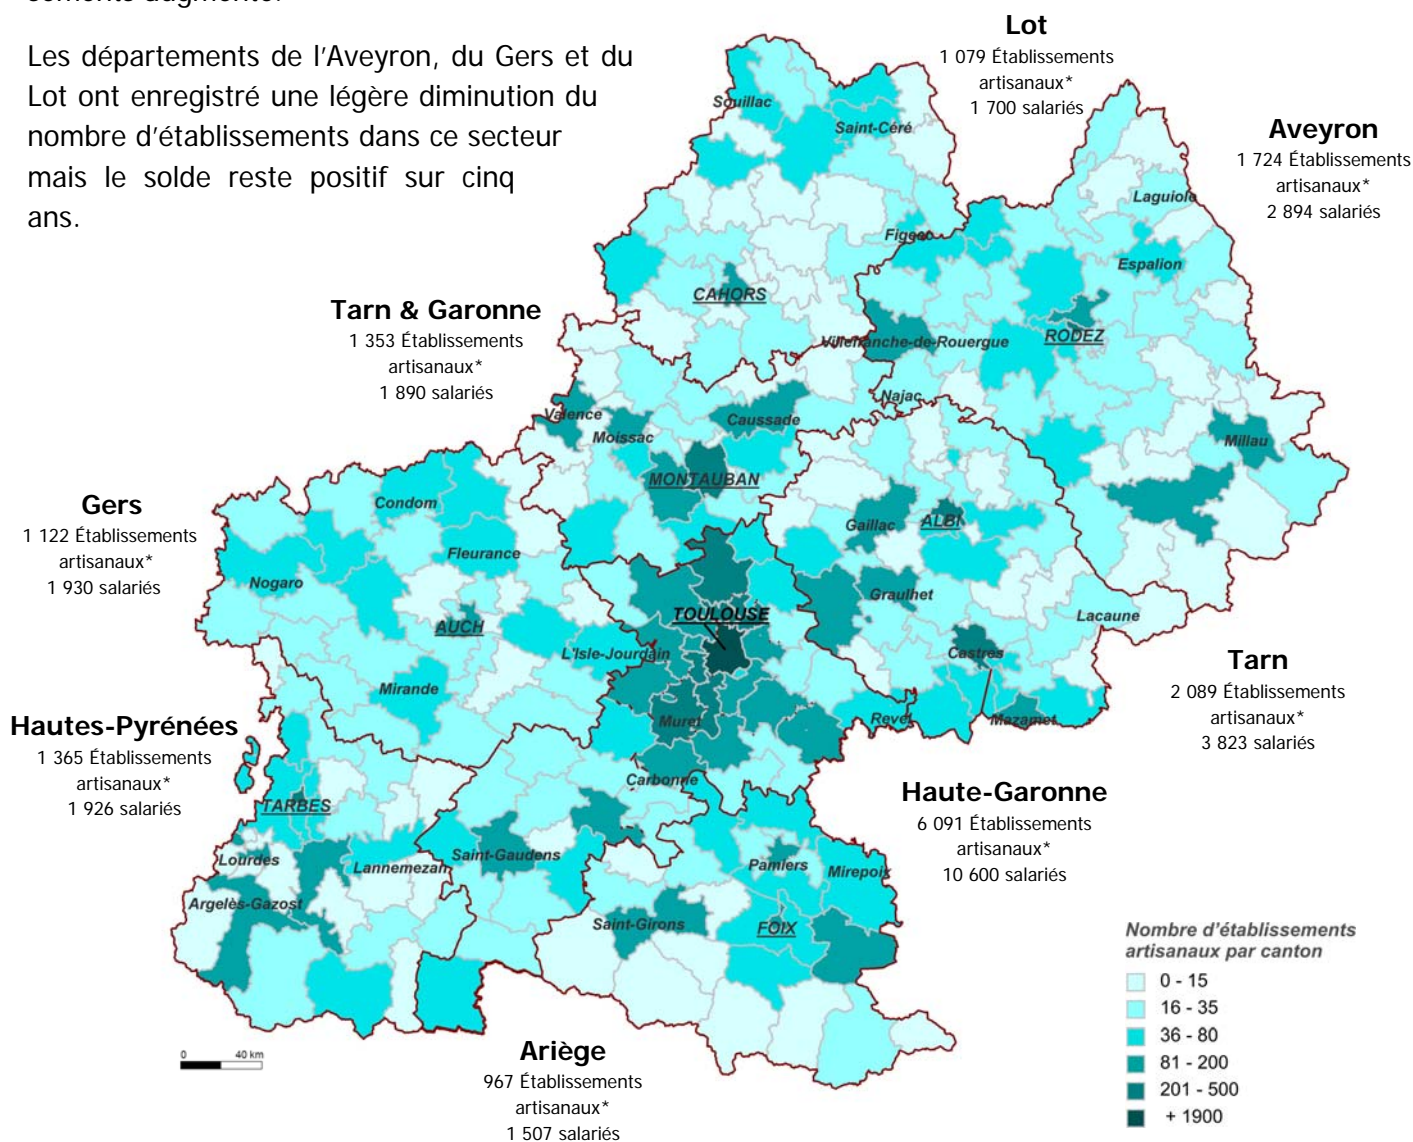 sements augmente.
Les départements de l'Aveyron, du Gers et du
Lot ont enregistré une légère diminution du
nombre d'établissements dans ce secteur
mais le solde reste positif sur cinq
ans.
Lot
1 079 Établissements
artisanaux*
1 700 salariés
Aveyron
1 724 Établissements
artisanaux*
2 894 salariés
Tarn & Garonne
1 353 Établissements
artisanaux*
1 890 salariés
Gers
1 122 Établissements
artisanaux*
1 930 salariés
Hautes-Pyrénées
1 365 Établissements
artisanaux*
1 926 salariés
Tarn
2 089 Établissements
artisanaux*
3 823 salariés
Haute-Garonne
6 091 Établissements
artisanaux*
10 600 salariés
Ariège
967 Établissements
artisanaux*
1 507 salariés
Souillac
Saint-Céré
Laguiole
Figeac
Espalion
CAHORS
Villefranche-de-Rouergue
RODEZ
Najac
Valence
Caussade
Moissac
Millau
MONTAUBAN
Condom
Gaillac
ALBI
Fleurance
Nogaro
Graulhet
TOULOUSE
Lacaune
AUCH
L'Isle-Jourdain
Castres
Mirande
Muret
Revel
Mazamet
Carbonne
TARBES
Lourdes
Lannemezan
Saint-Gaudens
Pamiers
Mirepoix
Argelès-Gazost
Saint-Girons
FOIX
0 40 km
Nombre d'établissements
artisanaux par canton
0 - 15
16 - 35
36 - 80
81 - 200
201 - 500
+ 1900